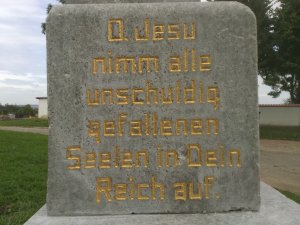 O Jesu
nimm alle
unschuldig
gefallenen
Seelen in Dein
Reich auf.